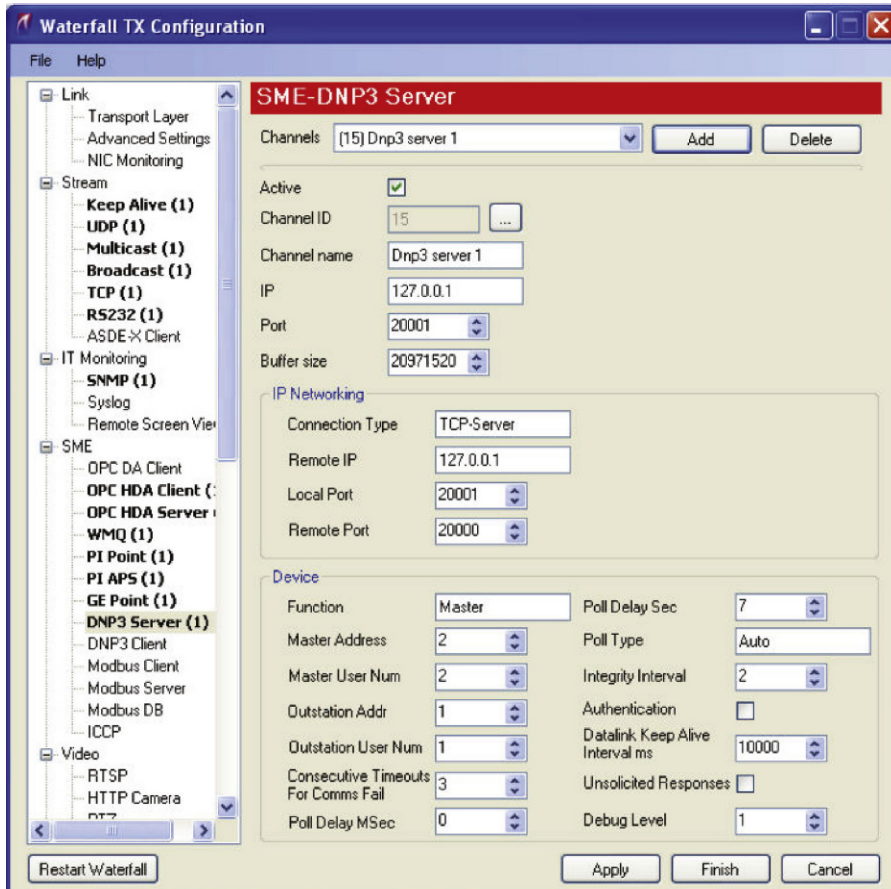 Waterfall TX Configuration
File Help
Link
Transport Layer
Advanced Settings
NIC Monitoring
Stream
Keep Alive (1)
UDP (1)
Multicast (1)
Broadcast (1)
TCP (1)
RS232 (1)
ASDE-X Client
IT Monitoring
SNMP (1)
Syslog
Remote Screen
SME
OPC DA Client
OPC HDA Client
OPC HDA Server
WMQ (1)
PI Point (1)
PI APS (1)
GE Point (1)
DNP3 Server (1)
DNP3 Client
Modbus Client
Modbus Server
Modbus DB
ICCP
Video
RTSP
HTTP Camera
SME-DNP3 Server
Channels (15) Dnp3 server 1 Add Delete
Active
Channel ID 15 ...
Channel name Dnp3 server 1
IP 127.0.0.1
Port 20001
Buffer size 20971520
IP Networking
Connection Type TCP-Server
Remote IP 127.0.0.1
Local Port 20001
Remote Port 20000
Device
Function Master Poll Delay Sec 7
Master Address 2 Poll Type Auto
Master User Num 2 Integrity Interval 2
Outstation Addr 1 Authentication
Outstation User Num 1 Datalink Keep Alive
Interval ms 10000
Consecutive Timeouts
For Comms Fail 3 Unsolicited Responses
Poll Delay MSec 0 Debug Level 1
Restart Waterfall Apply Finish Cancel